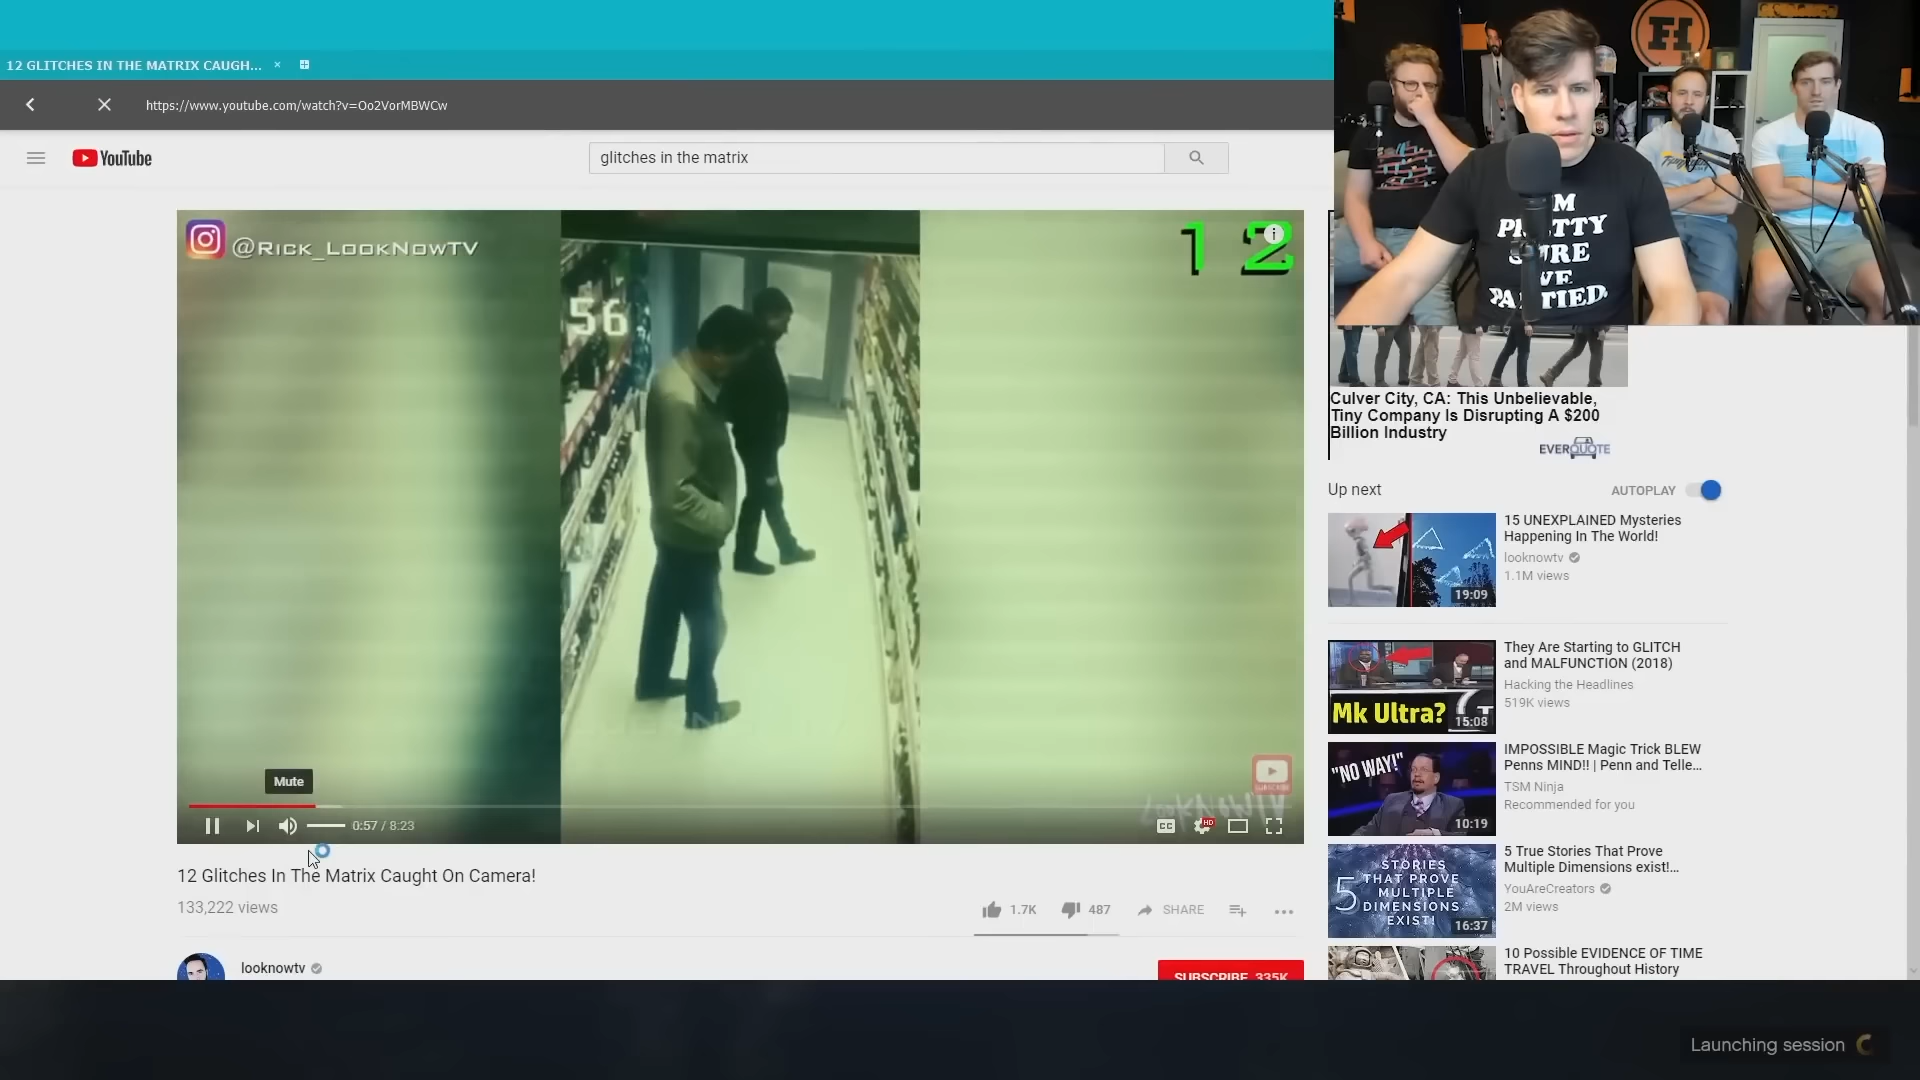 12 GLITCHES IN THE MATRIX CAUGH...
https://www.youtube.com/watch?v=Oo2VorMBWCw
YouTube
glitches in the matrix
@RICK_LOOKNOWTV
12
56
Mute
0:57 / 8:23
CC
HD
LOOKNOWTV
SUBSCRIBE
12 Glitches In The Matrix Caught On Camera!
133,222 views
1.7K
487
SHARE
looknowtv
SUBSCRIBE 335K
Culver City, CA: This Unbelievable,
Tiny Company Is Disrupting A $200
Billion Industry
EVERQUOTE
Up next
AUTOPLAY
15 UNEXPLAINED Mysteries
Happening In The World!
looknowtv
1.1M views
19:09
They Are Starting to GLITCH
and MALFUNCTION (2018)
Hacking the Headlines
519K views
Mk Ultra?
15:08
IMPOSSIBLE Magic Trick BLEW
Penns MIND!! | Penn and Telle...
TSM Ninja
Recommended for you
"NO WAY!"
10:19
5 True Stories That Prove
Multiple Dimensions exist!...
YouAreCreators
2M views
5
STORIES
THAT PROVE
MULTIPLE
DIMENSIONS
EXIST!
16:37
10 Possible EVIDENCE OF TIME
TRAVEL Throughout History
Launching session